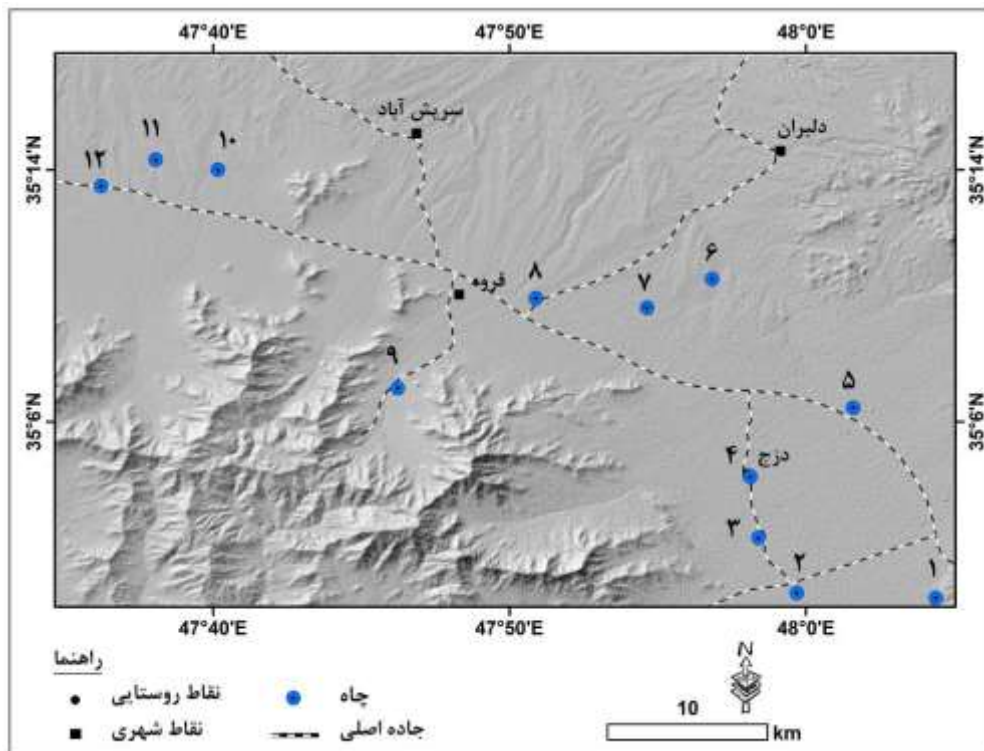 47°40'E 47°50'E 48°0'E
سریش آباد
دلبران
۱۱
۱۰
۱۲
35°14'N 35°14'N
۶
۸
۷
قروه
۹
۵
35°6'N 35°6'N
۴ درج
۳
۲
۱
47°40'E 47°50'E 48°0'E
راهنما
نقاط روستایی
چاه
نقاط شهری
جاده اصلی
N
10
km